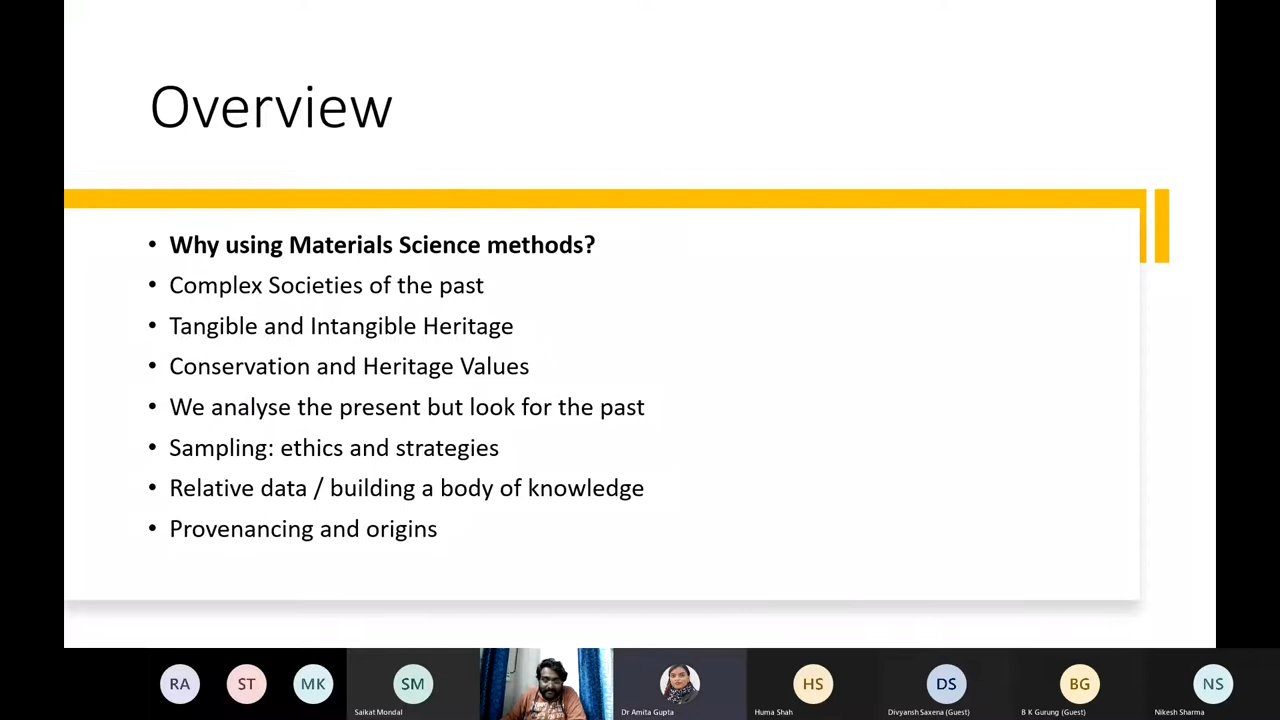 Overview
• Why using Materials Science methods?
• Complex Societies of the past
• Tangible and Intangible Heritage
• Conservation and Heritage Values
• We analyse the present but look for the past
• Sampling: ethics and strategies
• Relative data / building a body of knowledge
• Provenancing and origins
RA ST MK SM HS DS BG NS
Saikat Mondal Dr Amita Gupta Huma Shah Divyansh Saxena (Guest) B K Gurung (Guest) Nikesh Sharma